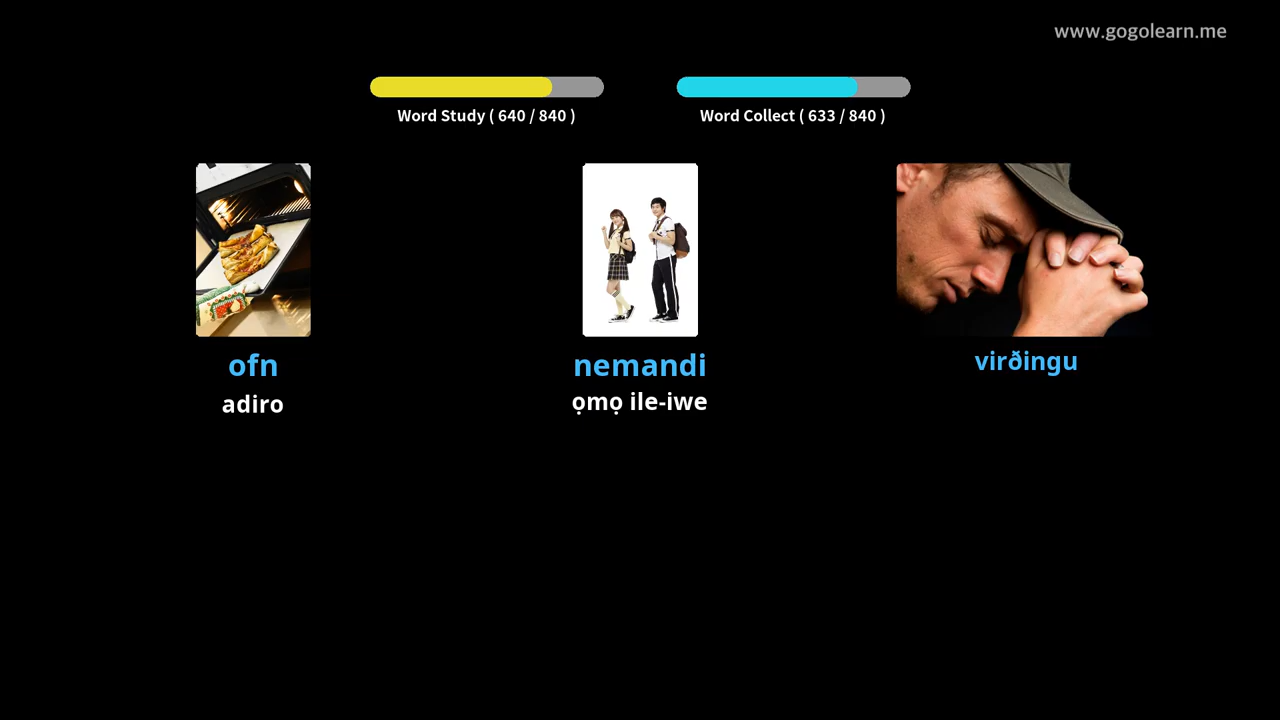 www.gogolearn.me
Word Study ( 640 / 840 )
Word Collect ( 633 / 840 )
ofn
adiro
nemandi
ọmọ ile-iwe
virðingu